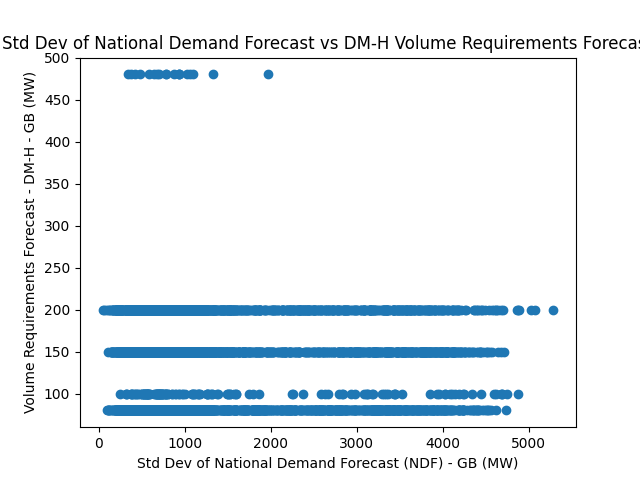 Std Dev of National Demand Forecast vs DM-H Volume Requirements Forecas
500
450
400
350
300
250
200
150
100
Volume Requirements Forecast - DM-H - GB (MW)
0 1000 2000 3000 4000 5000
Std Dev of National Demand Forecast (NDF) - GB (MW)